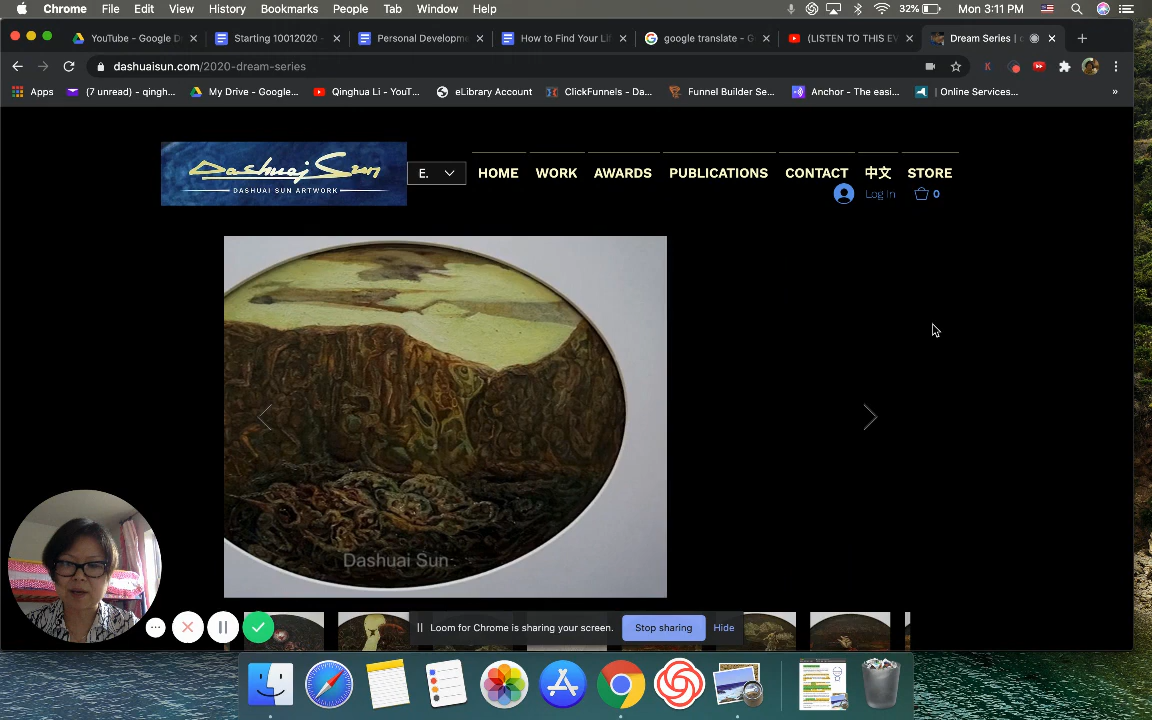 Chrome File Edit View History Bookmarks People Tab Window Help 32% Mon 3:11 PM
YouTube - Google D Starting 10012020 - Personal Developme How to Find Your Li google translate - G (LISTEN TO THIS EV Dream Series |
dashuaisun.com/2020-dream-series
Apps (7 unread) - qingh... My Drive - Google... Qinghua Li - YouT... eLibrary Account ClickFunnels - Da... Funnel Builder Se... Anchor - The easi... | Online Services... »
Dashuai Sun
DASHUAI SUN ARTWORK
E.
HOME WORK AWARDS PUBLICATIONS CONTACT 中文 STORE
Log In 0
Dashuai Sun
Loom for Chrome is sharing your screen. Stop sharing Hide